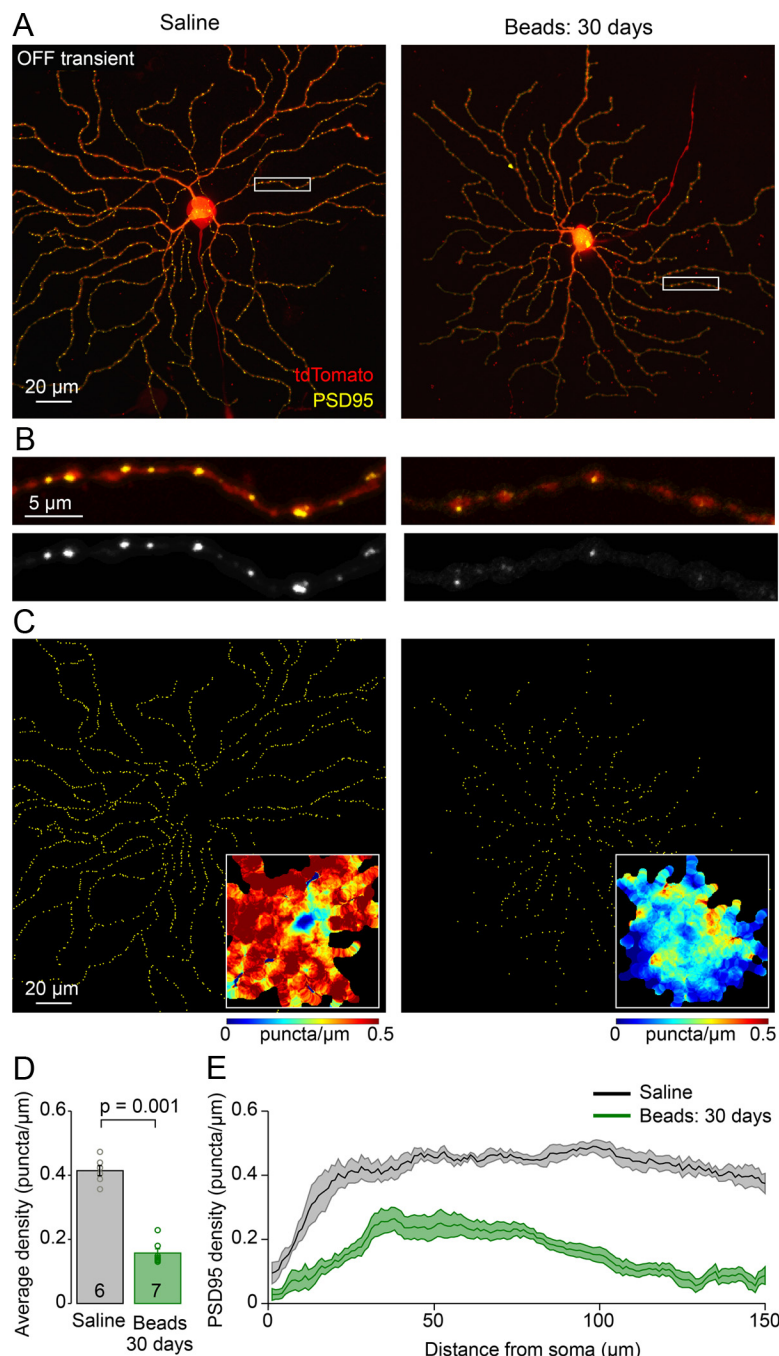 A
Saline
Beads: 30 days
OFF transient
20 µm
tdTomato
PSD95
B
5 µm
C
20 µm
0 puncta/µm 0.5
0 puncta/µm 0.5
D
E
p = 0.001
Average density (puncta/µm)
0.6
0.4
0.2
0
6
7
Saline
Beads
30 days
Saline
Beads: 30 days
PSD95 density (puncta/µm)
0.6
0.4
0.2
0
50
100
150
Distance from soma (µm)